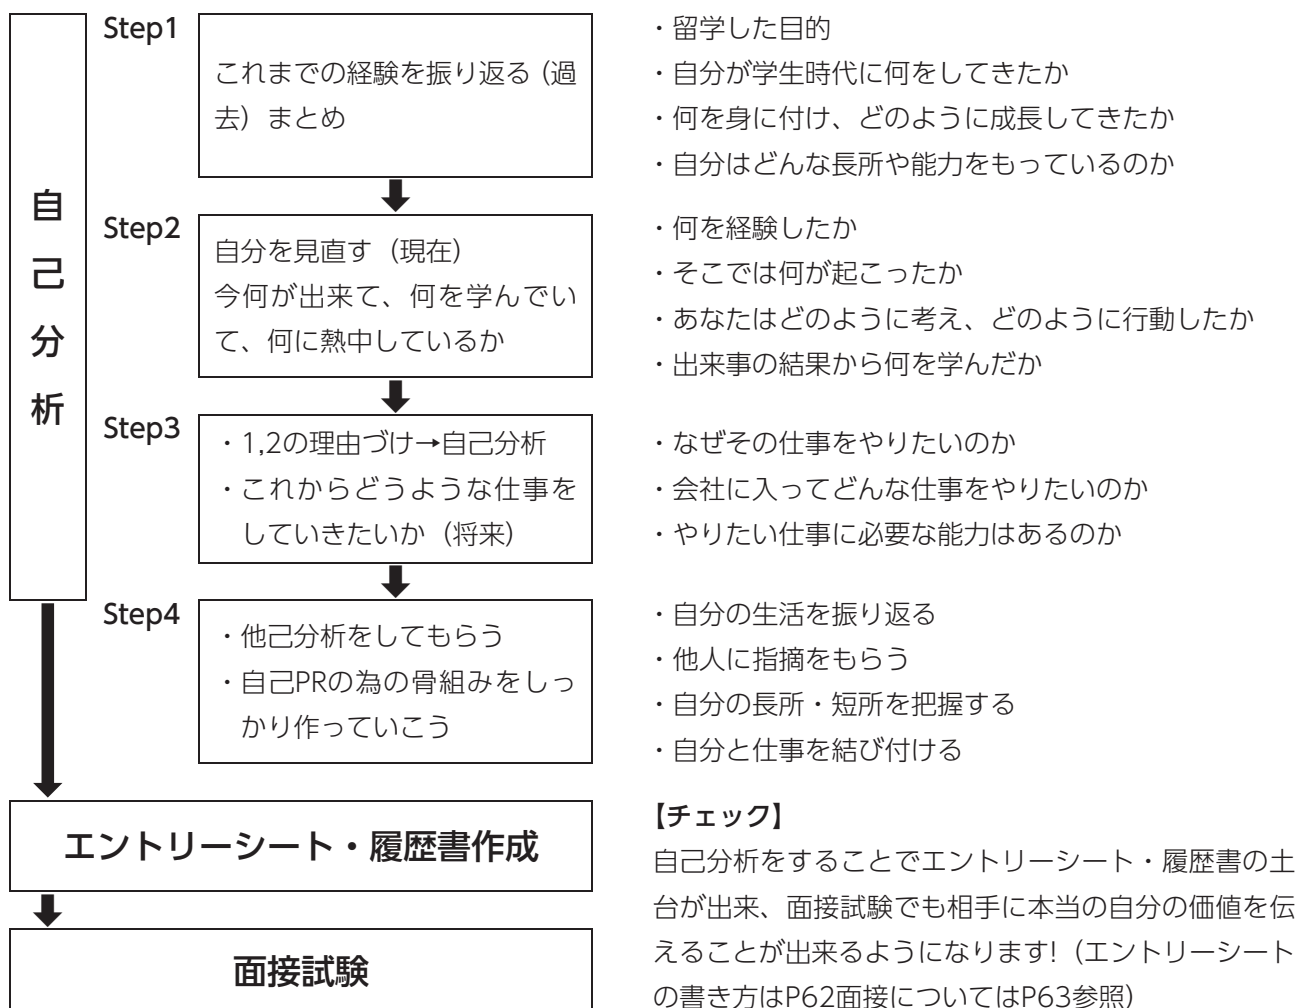 自己分析
Step1
これまでの経験を振り返る（過
去）まとめ
・留学した目的
・自分が学生時代に何をしてきたか
・何を身に付け、どのように成長してきたか
・自分はどんな長所や能力をもっているのか
Step2
自分を見直す（現在）
今何が出来て、何を学んでい
て、何に熱中しているか
・何を経験したか
・そこでは何が起こったか
・あなたはどのように考え、どのように行動したか
・出来事の結果から何を学んだか
Step3
・1,2の理由づけ→自己分析
・これからどうような仕事を
していきたいか（将来）
・なぜその仕事をやりたいのか
・会社に入ってどんな仕事をやりたいのか
・やりたい仕事に必要な能力はあるのか
Step4
・他己分析をしてもらう
・自己PRの為の骨組みをしっ
かり作っていこう
・自分の生活を振り返る
・他人に指摘をもらう
・自分の長所・短所を把握する
・自分と仕事を結び付ける
エントリーシート・履歴書作成
面接試験
【チェック】
自己分析をすることでエントリーシート・履歴書の土
台が出来、面接試験でも相手に本当の自分の価値を伝
えることが出来るようになります!（エントリーシート
の書き方はP62面接についてはP63参照）